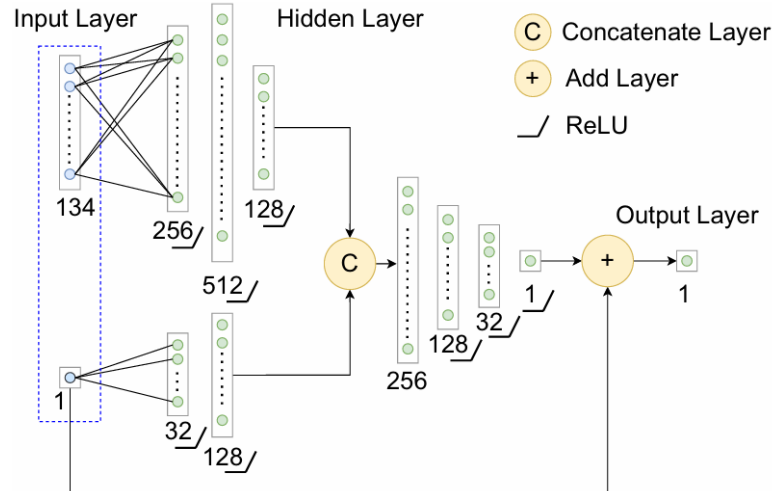 Input Layer
Hidden Layer
C Concatenate Layer
+ Add Layer
ReLU
134
256
512
128
C
256
128
32
1
+
Output Layer
1
1
32
128